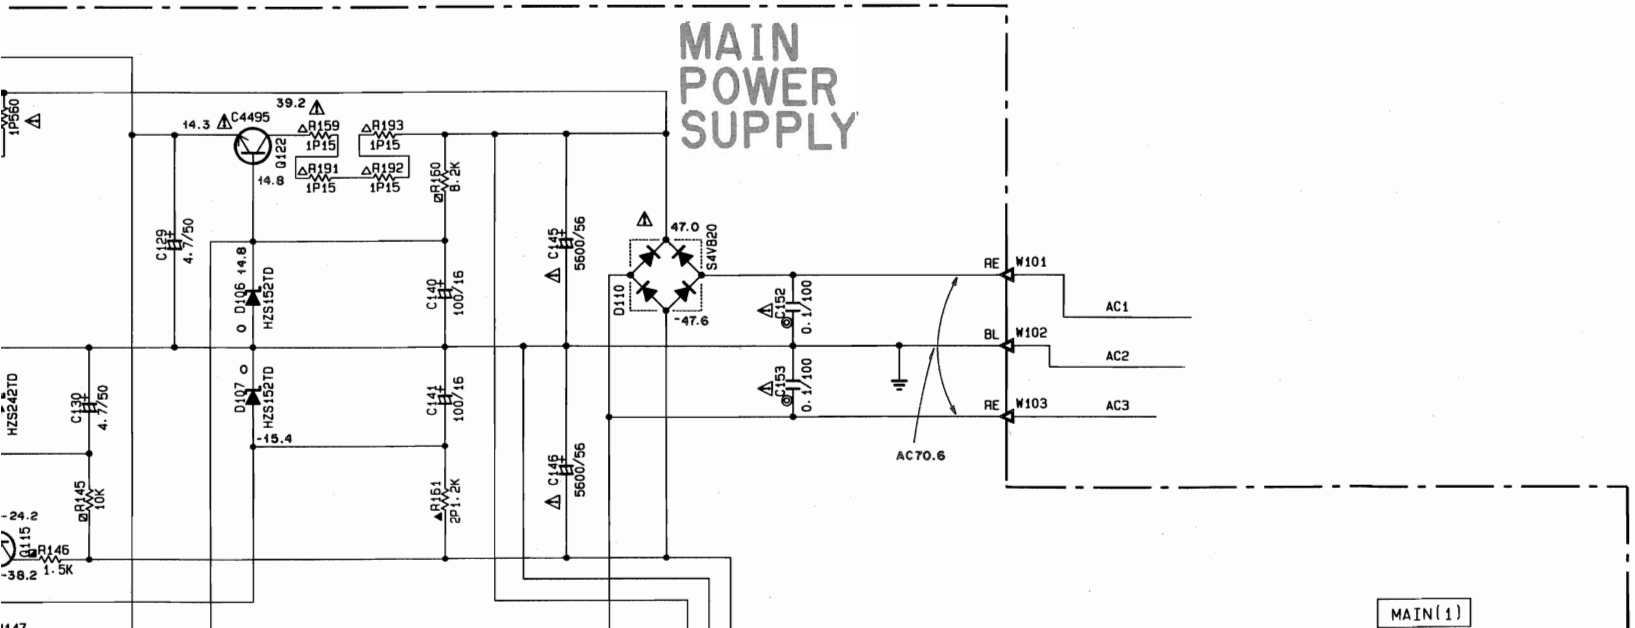 MAIN
POWER
SUPPLY
1P560
39.2
14.3
C4495
Q122
14.8
R159
1P15
R193
1P15
R191
1P15
R192
1P15
R160
8.2K
C129
4.7/50
14.8
D106
HZS152TD
0
C140
100/16
C145
5600/56
47.0
S4VB20
D110
-47.6
C152
0.1/100
RE
W101
AC1
BL
W102
AC2
C153
0.1/100
RE
W103
AC3
AC70.6
HZS242TD
C130
4.7/50
0
D107
HZS152TD
-15.4
C141
100/16
C146
5600/56
R145
10K
R161
2P1.2K
-24.2
Q115
R146
1.5K
-38.2
MAIN(1)